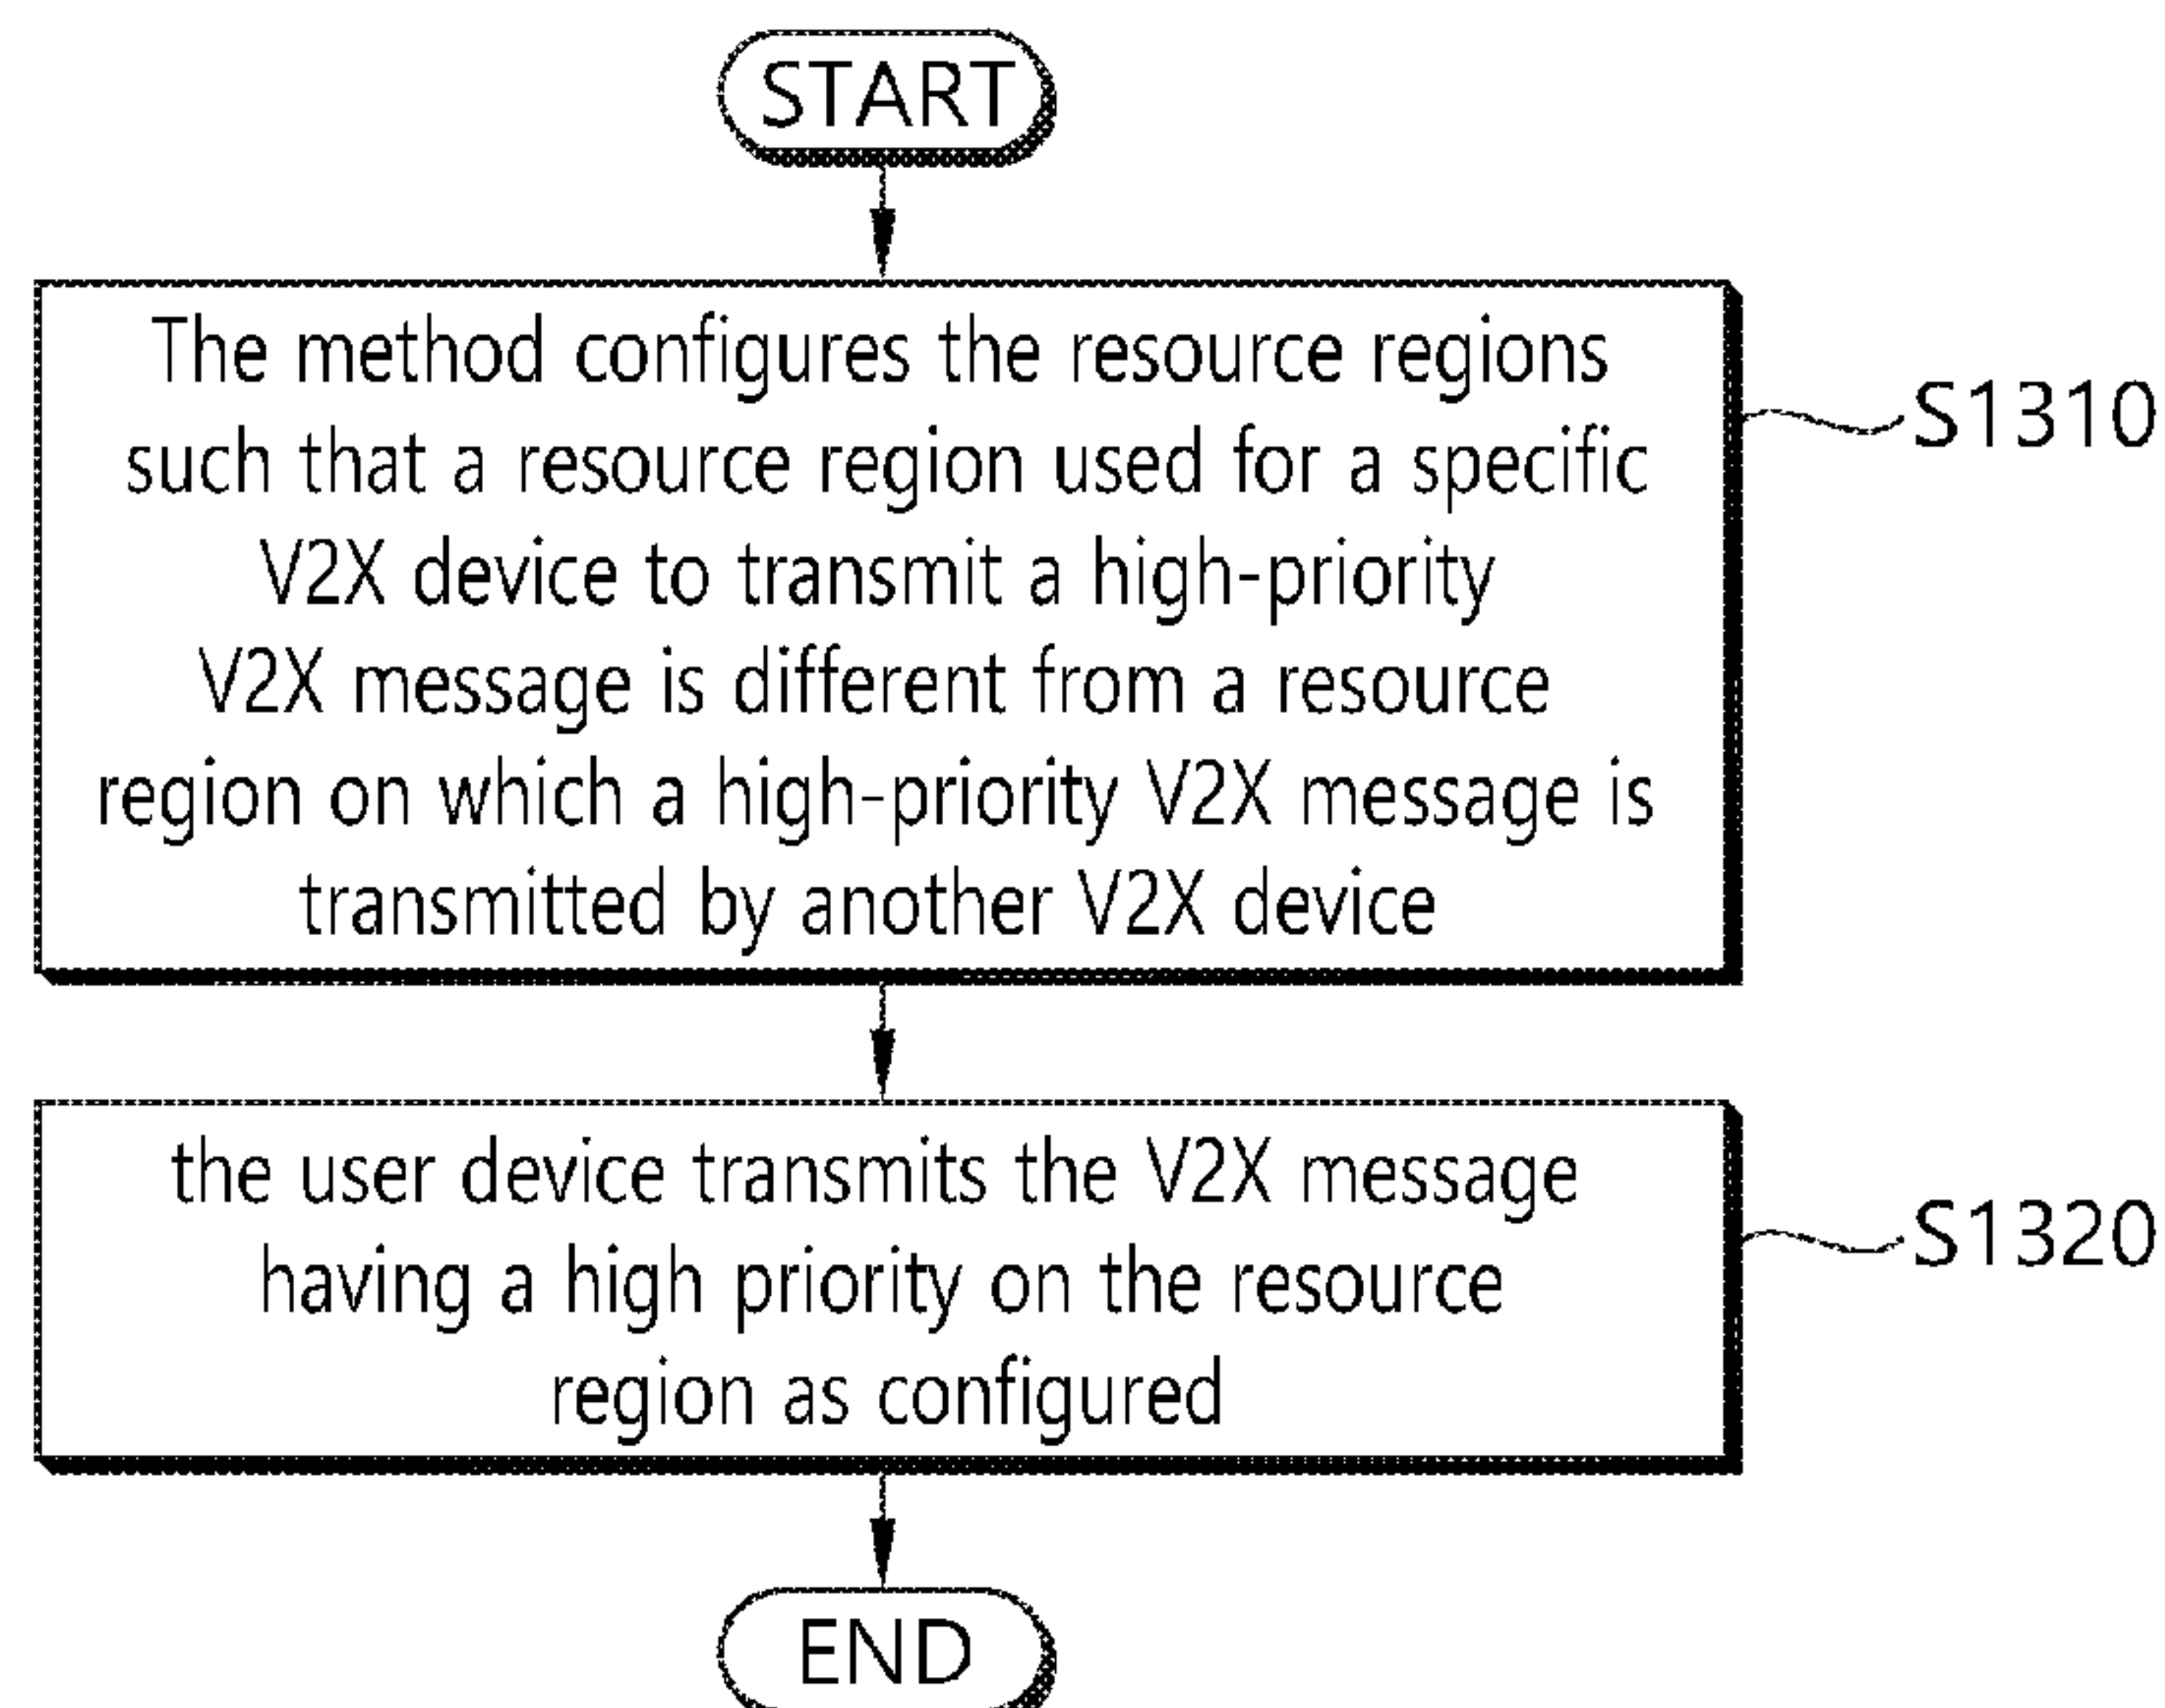 START
The method configures the resource regions
such that a resource region used for a specific
V2X device to transmit a high-priority
V2X message is different from a resource
region on which a high-priority V2X message is
transmitted by another V2X device
S1310
the user device transmits the V2X message
having a high priority on the resource
region as configured
S1320
END